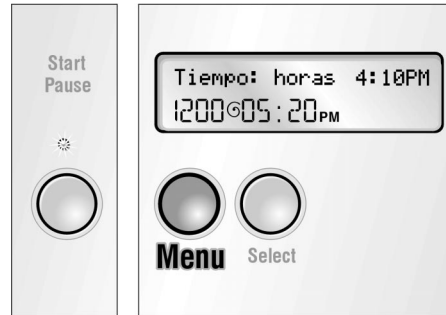 Start
Pause
Tiempo: horas 4:10PM
1200 05:20PM
Menu
Select